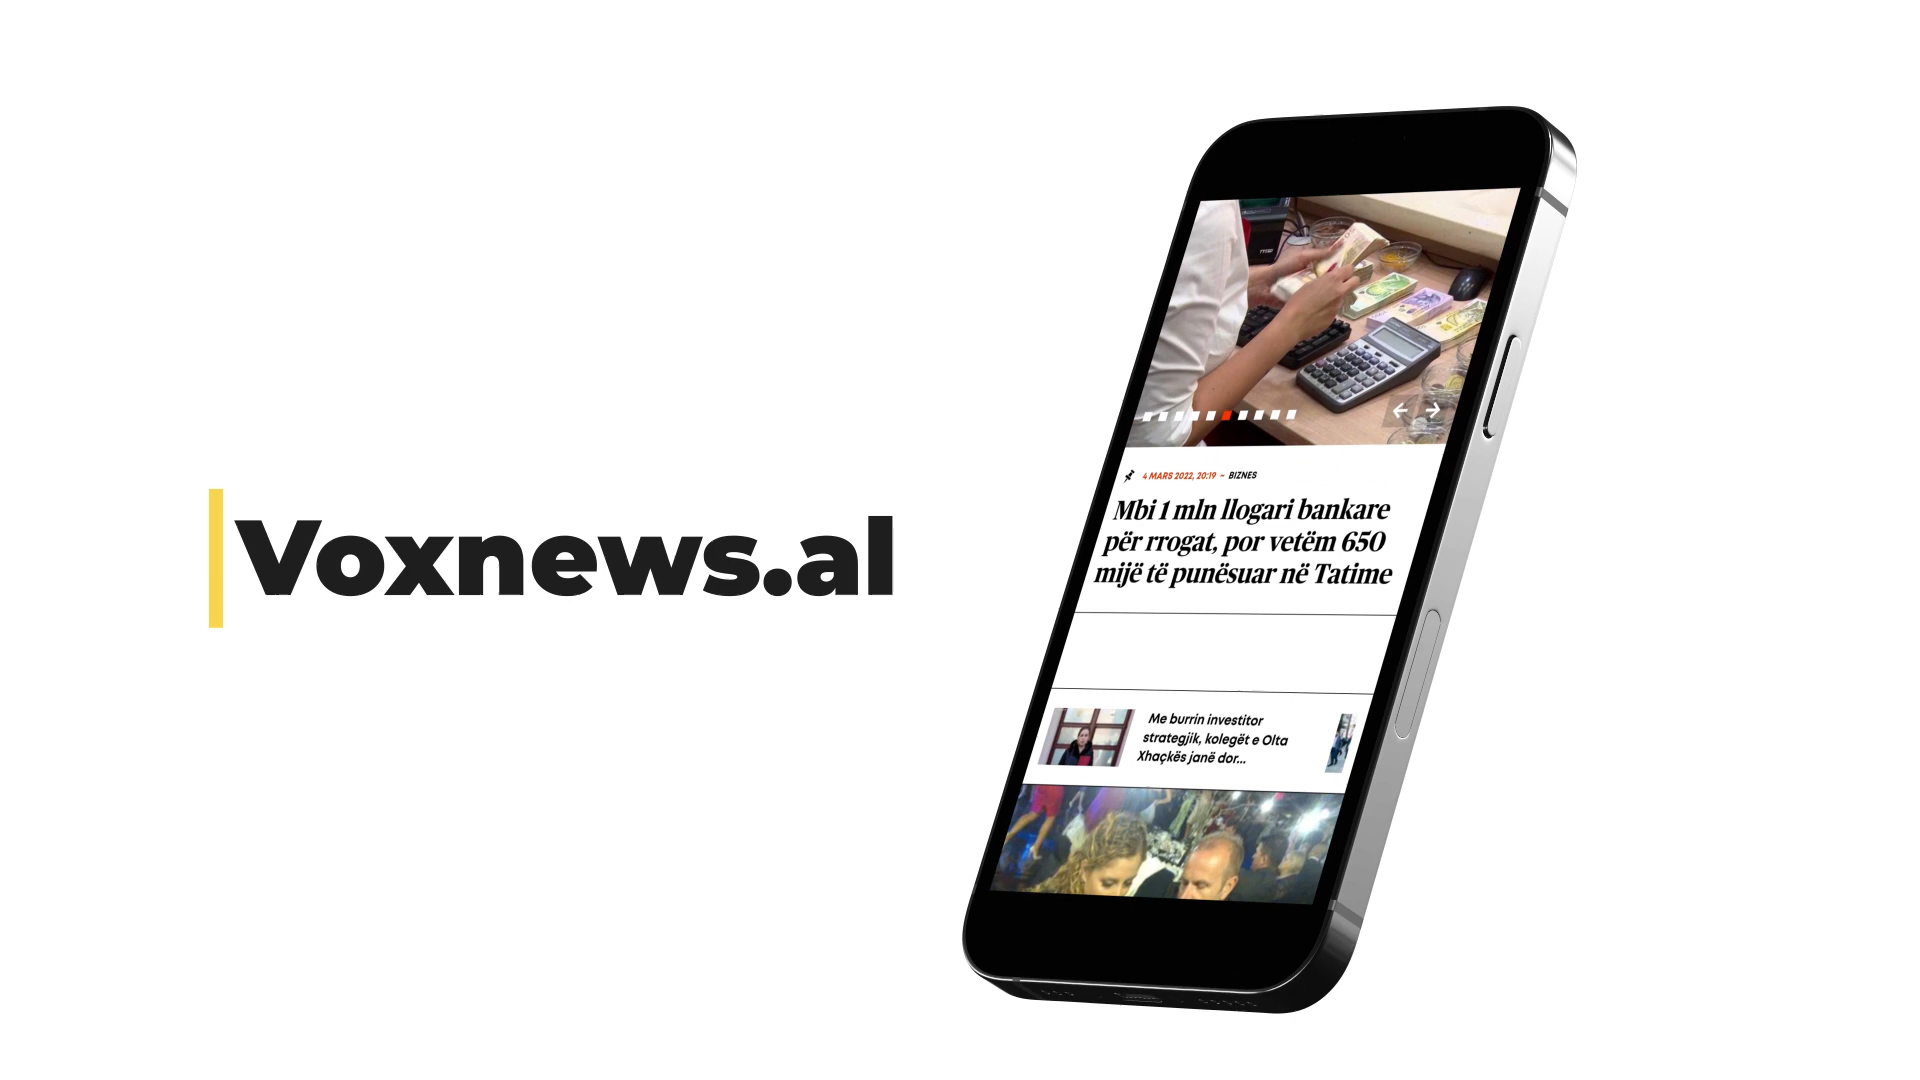 Voxnews.al
4 MARS 2022, 20:19 – BIZNES
Mbi 1 mln llogari bankare
për rrogat, por vetëm 650
mijë të punësuar në Tatime
Me burrin investitor
strategjik, kolegët e Olta
Xhaçkës janë dor...